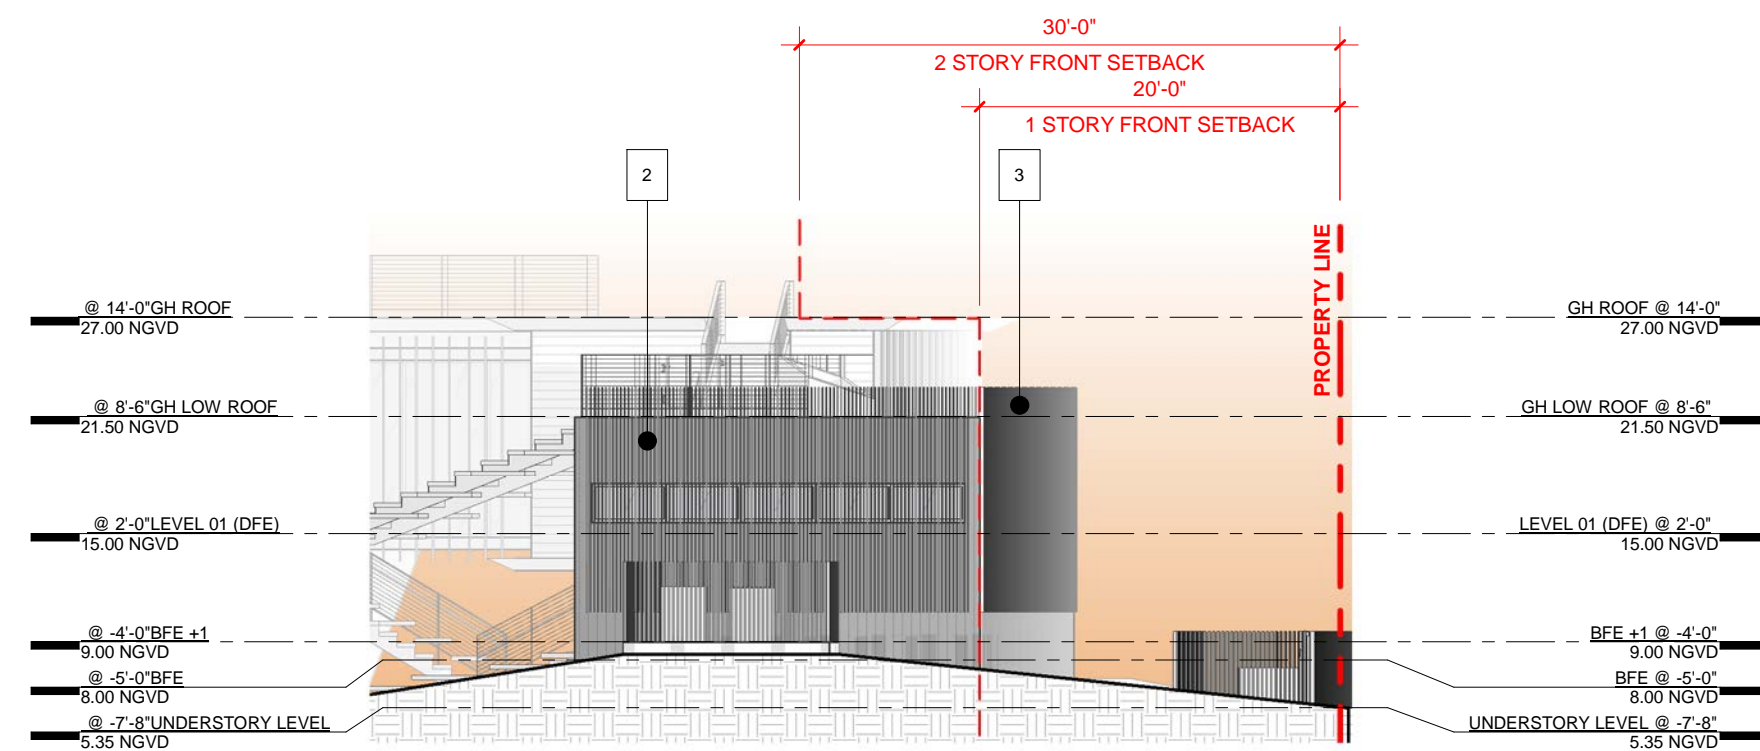 30'-0"
2 STORY FRONT SETBACK
20'-0"
1 STORY FRONT SETBACK
2
3
PROPERTY LINE
@ 14'-0"GH ROOF
27.00 NGVD
@ 8'-6"GH LOW ROOF
21.50 NGVD
@ 2'-0"LEVEL 01 (DFE)
15.00 NGVD
@ -4'-0"BFE +1
9.00 NGVD
@ -5'-0"BFE
8.00 NGVD
@ -7'-8"UNDERSTORY LEVEL
5.35 NGVD
GH ROOF @ 14'-0"
27.00 NGVD
GH LOW ROOF @ 8'-6"
21.50 NGVD
LEVEL 01 (DFE) @ 2'-0"
15.00 NGVD
BFE +1 @ -4'-0"
9.00 NGVD
BFE @ -5'-0"
8.00 NGVD
UNDERSTORY LEVEL @ -7'-8"
5.35 NGVD